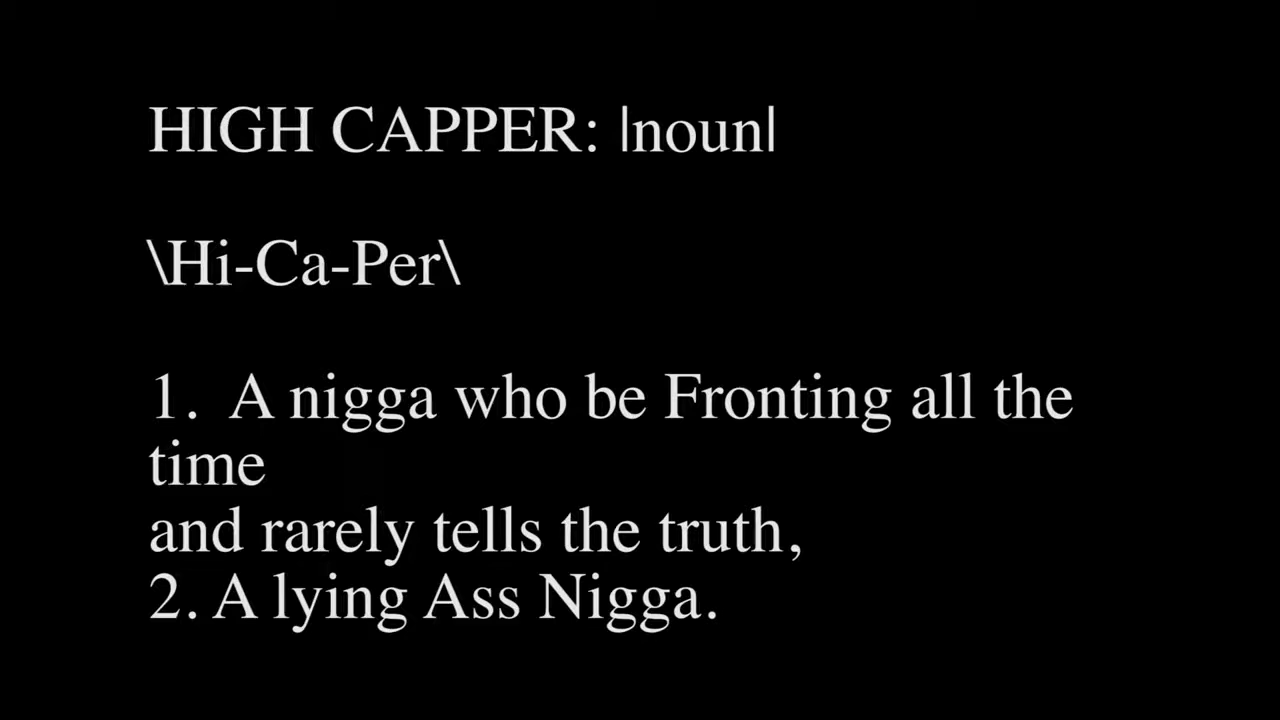 HIGH CAPPER: |noun|
\Hi-Ca-Per\
1. A nigga who be Fronting all the
time
and rarely tells the truth,
2. A lying Ass Nigga.